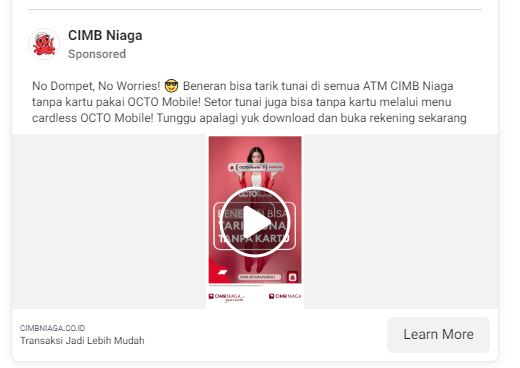 CIMB Niaga
Sponsored
No Dompet, No Worries! 😎 Beneran bisa tarik tunai di semua ATM CIMB Niaga
tanpa kartu pakai OCTO Mobile! Setor tunai juga bisa tanpa kartu melalui menu
cardless OCTO Mobile! Tunggu apalagi yuk download dan buka rekening sekarang
OCTO
BENERAN BISA
TARIK TUNAI
TANPA KARTU
CIMB NIAGA
CIMB NIAGA
CIMBNIAGA.CO.ID
Transaksi Jadi Lebih Mudah
Learn More